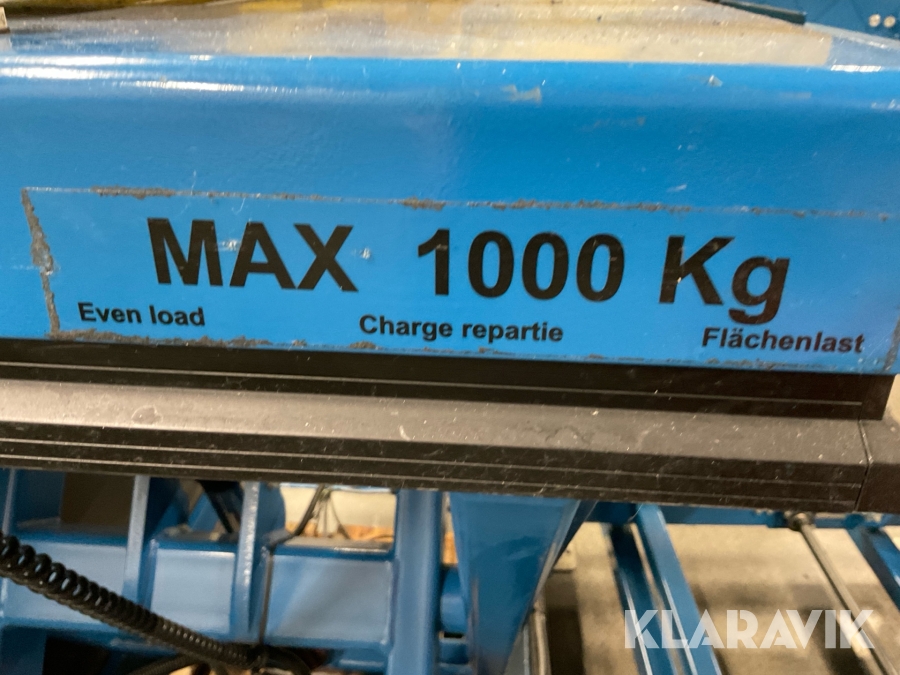 MAX 1000 Kg
Even load Charge repartie Flächenlast
KLARAVIK